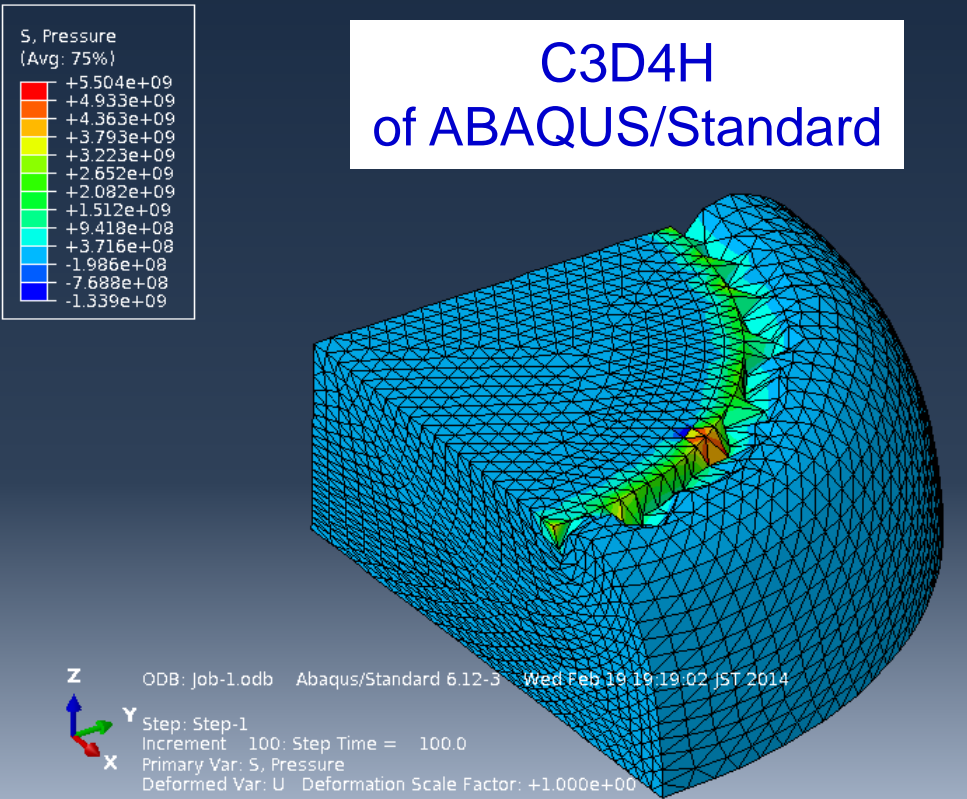 S, Pressure
(Avg: 75%)
+5.504e+09
+4.933e+09
+4.363e+09
+3.793e+09
+3.223e+09
+2.652e+09
+2.082e+09
+1.512e+09
+9.418e+08
+3.716e+08
-1.986e+08
-7.688e+08
-1.339e+09
C3D4H
of ABAQUS/Standard
Z
Y
X
ODB: Job-1.odb Abaqus/Standard 6.12-3 Wed Feb 19 19:19:02 JST 2014
Step: Step-1
Increment 100: Step Time = 100.0
Primary Var: S, Pressure
Deformed Var: U Deformation Scale Factor: +1.000e+00